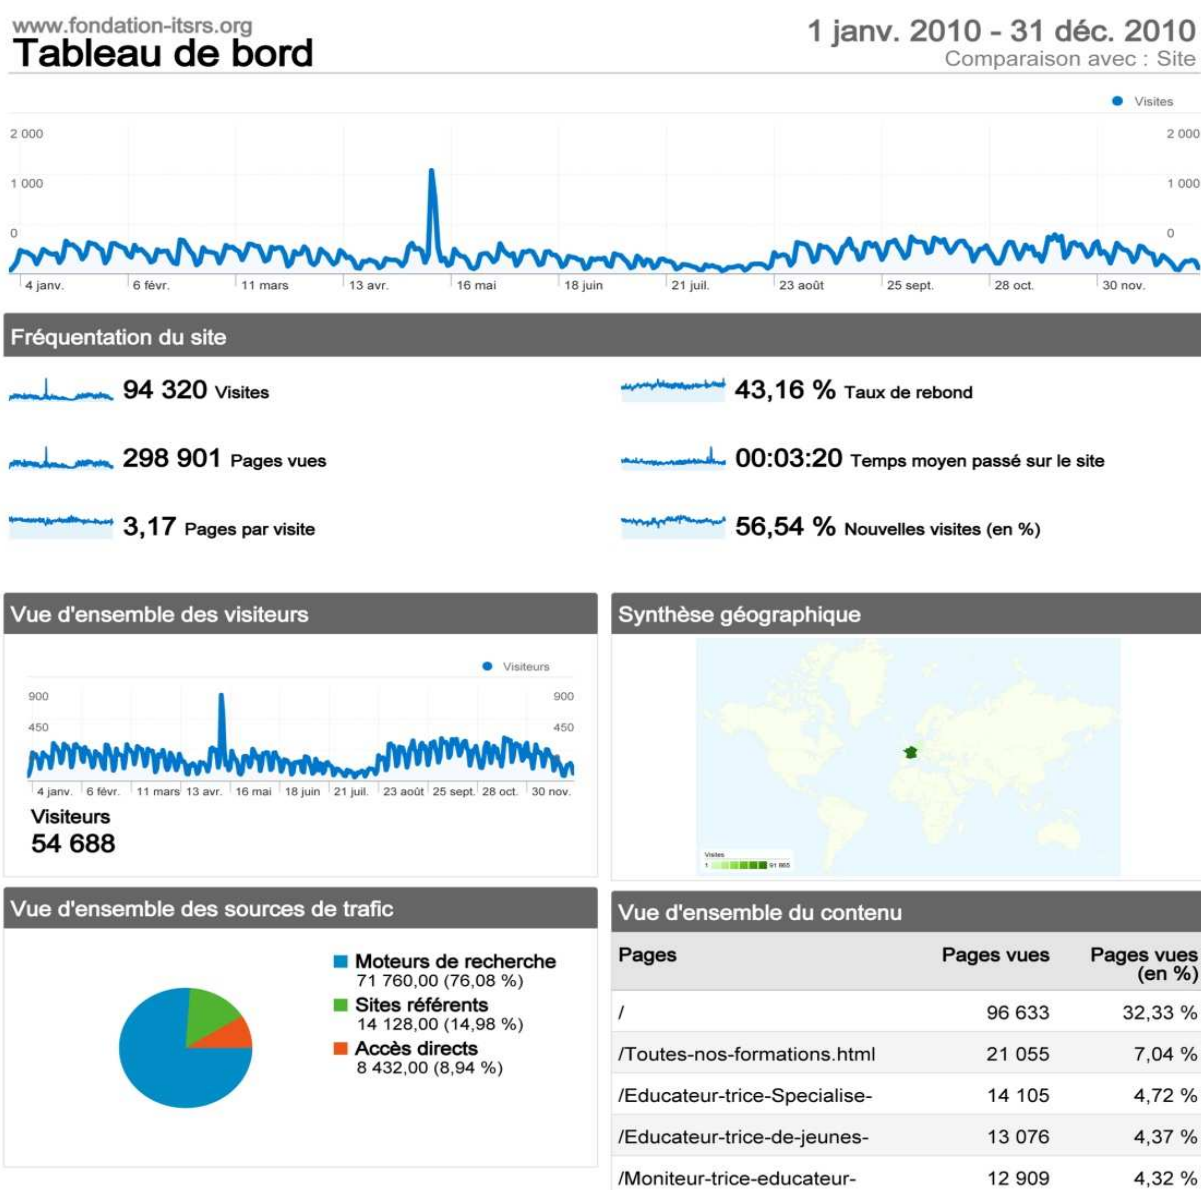 www.fondation-itsrs.org
Tableau de bord
1 janv. 2010 - 31 déc. 2010
Comparaison avec : Site
Visites
2 000
2 000
1 000
1 000
0
0
4 janv. 6 févr. 11 mars 13 avr. 16 mai 18 juin 21 juil. 23 août 25 sept. 28 oct. 30 nov.
Fréquentation du site
94 320 Visites
43,16 % Taux de rebond
298 901 Pages vues
00:03:20 Temps moyen passé sur le site
3,17 Pages par visite
56,54 % Nouvelles visites (en %)
Vue d'ensemble des visiteurs
Visiteurs
900
900
450
450
4 janv. 6 févr. 11 mars 13 avr. 16 mai 18 juin 21 juil. 23 août 25 sept. 28 oct. 30 nov.
Visiteurs
54 688
Synthèse géographique
Visites
1 91 865
Vue d'ensemble des sources de trafic
Moteurs de recherche
71 760,00 (76,08 %)
Sites référents
14 128,00 (14,98 %)
Accès directs
8 432,00 (8,94 %)
Vue d'ensemble du contenu
Pages Pages vues Pages vues
(en %)
/ 96 633 32,33 %
/Toutes-nos-formations.html 21 055 7,04 %
/Educateur-trice-Specialise- 14 105 4,72 %
/Educateur-trice-de-jeunes- 13 076 4,37 %
/Moniteur-trice-educateur- 12 909 4,32 %